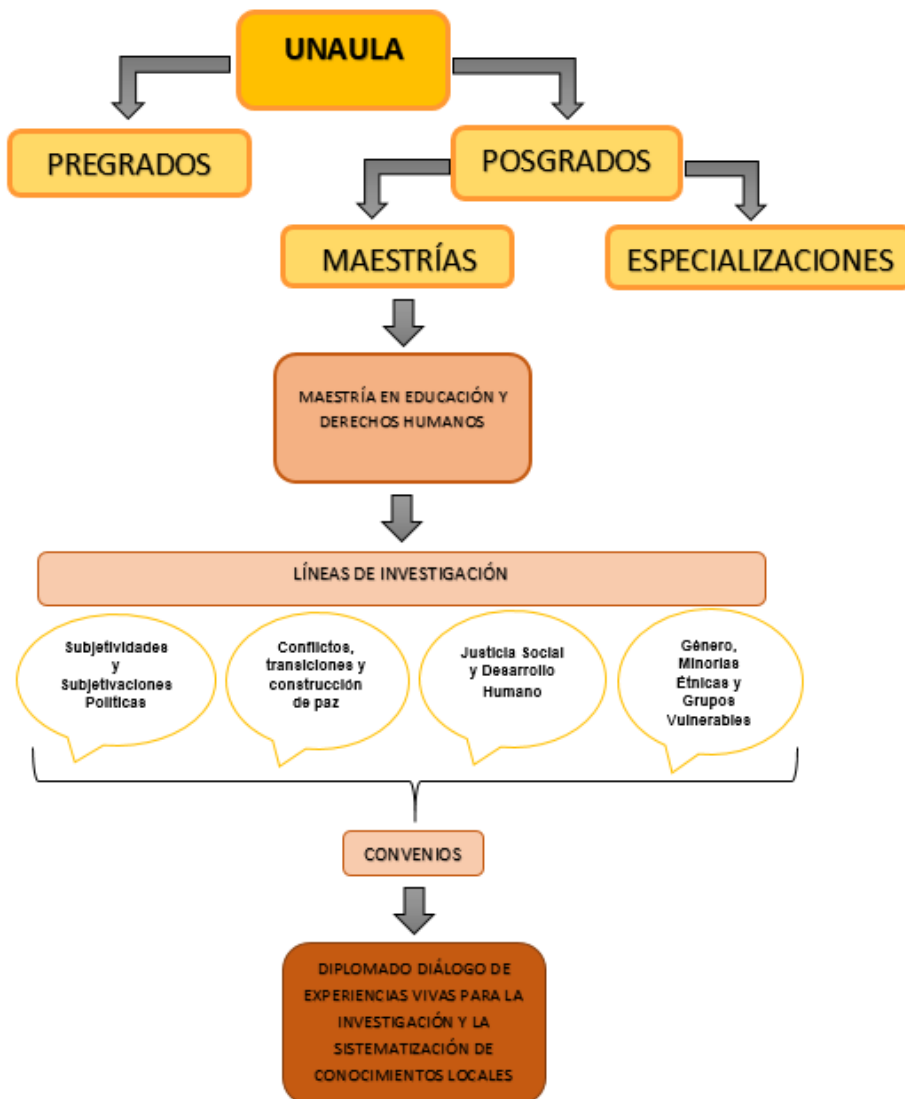 UNAULA
PREGRADOS
POSGRADOS
MAESTRÍAS
ESPECIALIZACIONES
MAESTRÍA EN EDUCACIÓN Y
DERECHOS HUMANOS
LÍNEAS DE INVESTIGACIÓN
Subjetividades
y
Subjetivaciones
Políticas
Conflictos,
transiciones y
construcción
de paz
Justicia Social
y Desarrollo
Humano
Género,
Minorías
Étnicas y
Grupos
Vulnerables
CONVENIOS
DIPLOMADO DIÁLOGO DE
EXPERIENCIAS VIVAS PARA LA
INVESTIGACIÓN Y LA
SISTEMATIZACIÓN DE
CONOCIMIENTOS LOCALES